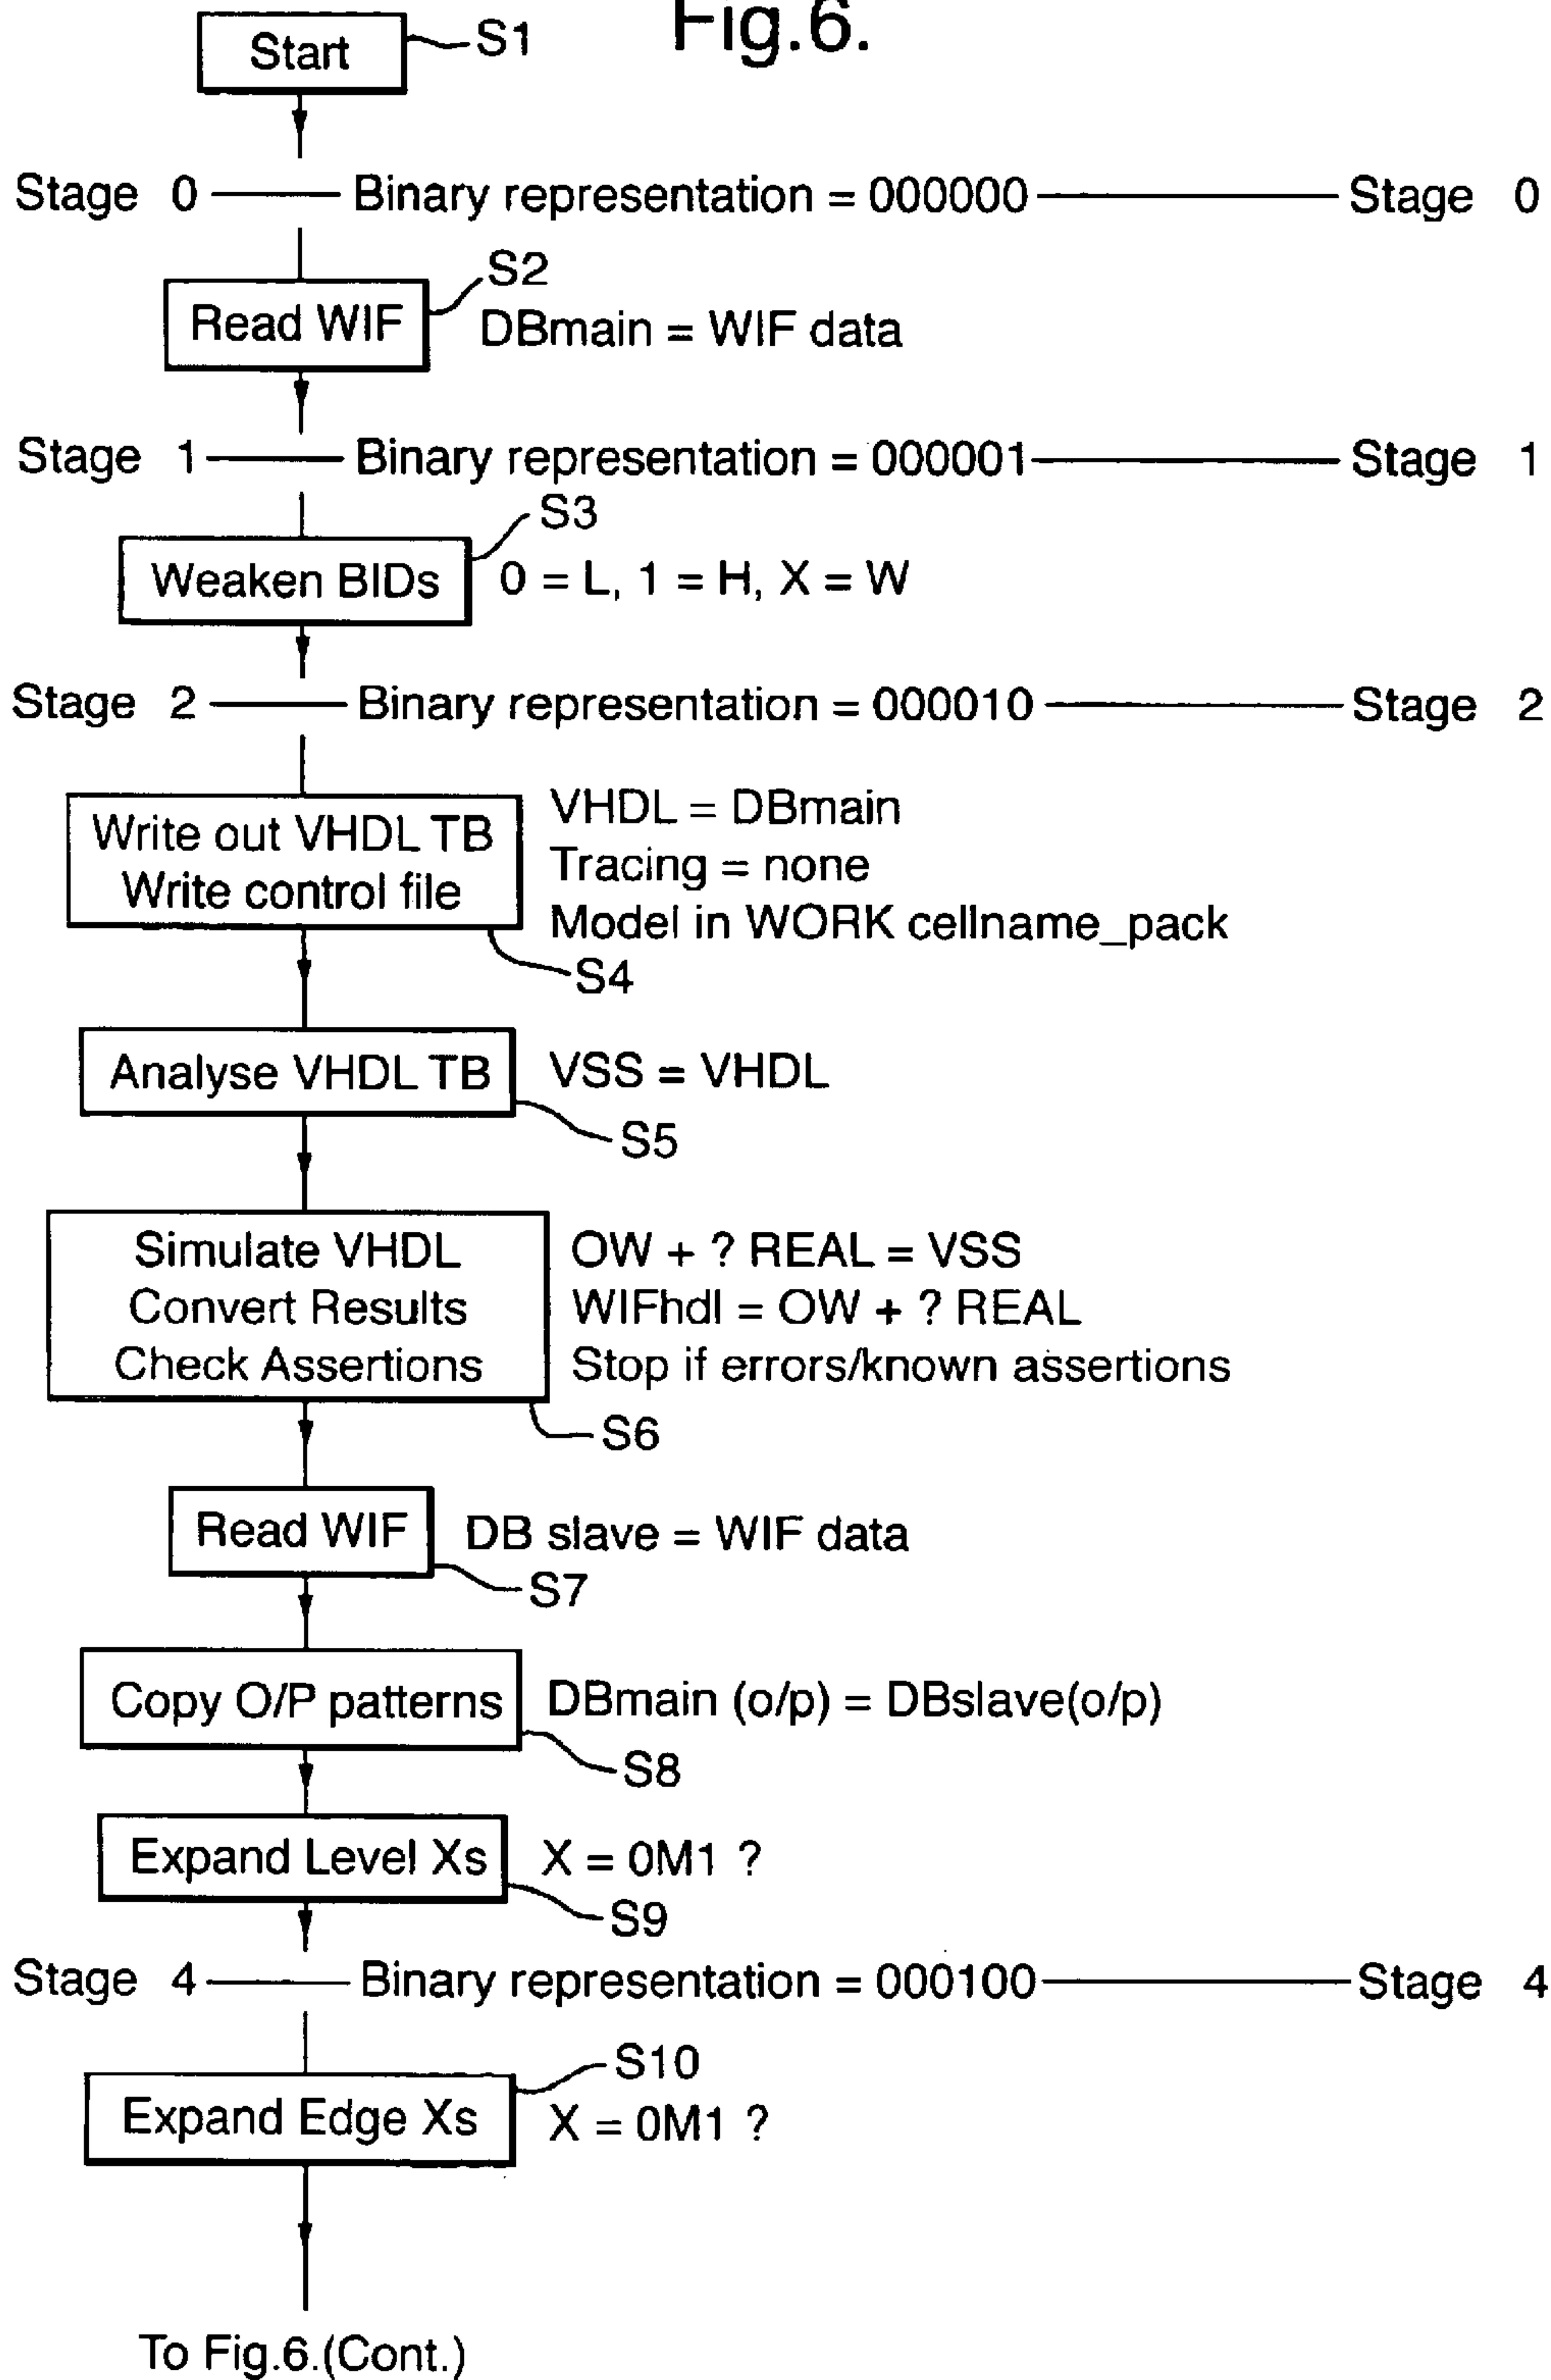 Fig.6.
Start
S1
Stage 0 Binary representation = 000000 Stage 0
S2
Read WIF DBmain = WIF data
Stage 1 Binary representation = 000001 Stage 1
S3
Weaken BIDs 0 = L, 1 = H, X = W
Stage 2 Binary representation = 000010 Stage 2
Write out VHDL TB
Write control file
VHDL = DBmain
Tracing = none
Model in WORK cellname_pack
S4
Analyse VHDL TB VSS = VHDL
S5
Simulate VHDL OW + ? REAL = VSS
Convert Results WIFhdl = OW + ? REAL
Check Assertions Stop if errors/known assertions
S6
Read WIF DB slave = WIF data
S7
Copy O/P patterns DBmain (o/p) = DBslave(o/p)
S8
Expand Level Xs X = 0M1 ?
S9
Stage 4 Binary representation = 000100 Stage 4
S10
Expand Edge Xs X = 0M1 ?
To Fig.6.(Cont.)